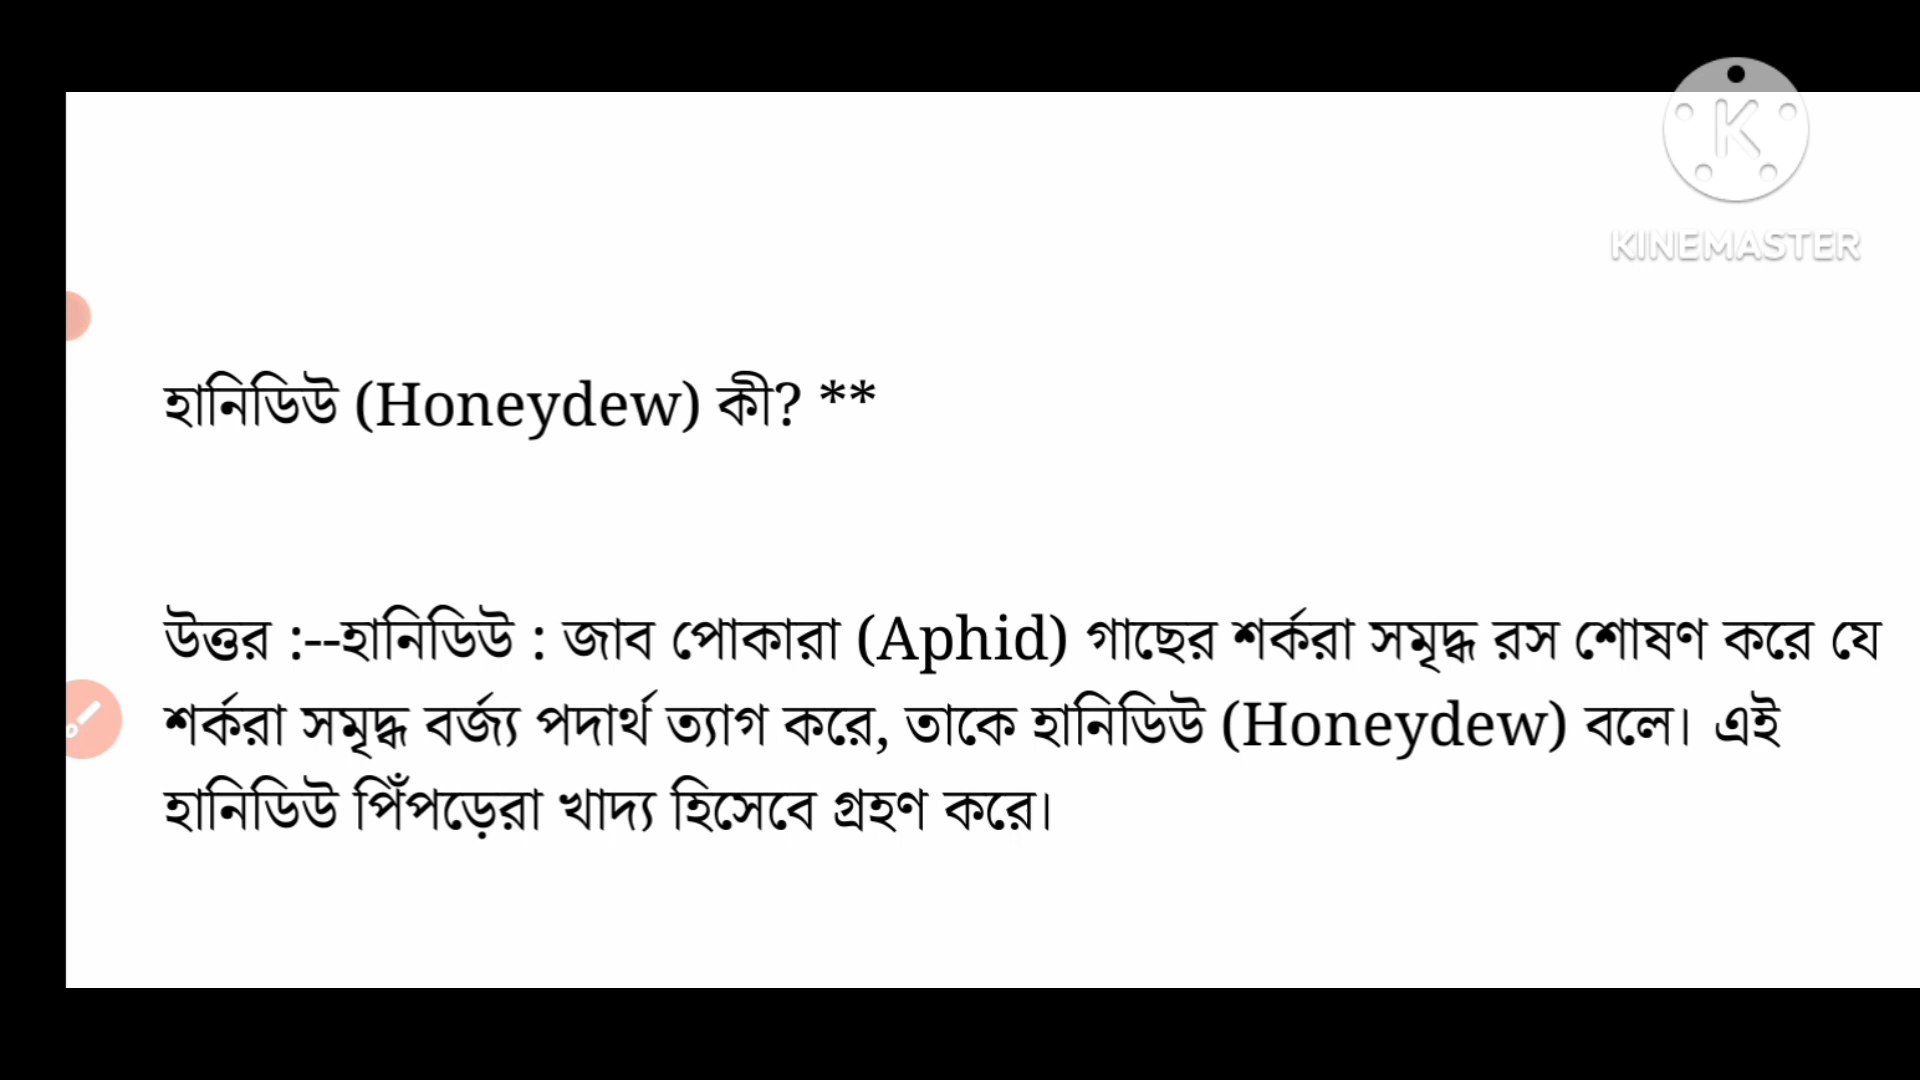 K
KINEMASTER
হানিডিউ (Honeydew) কী? **
উত্তর :--হানিডিউ : জাব পোকারা (Aphid) গাছের শর্করা সমৃদ্ধ রস শোষণ করে যে
শর্করা সমৃদ্ধ বর্জ্য পদার্থ ত্যাগ করে, তাকে হানিডিউ (Honeydew) বলে। এই
হানিডিউ পিঁপড়েরা খাদ্য হিসেবে গ্রহণ করে।